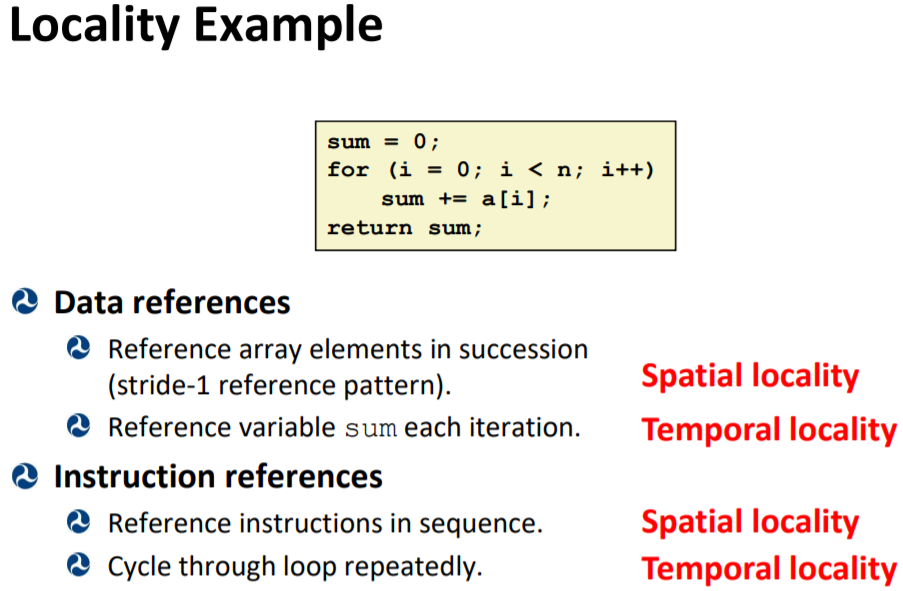 Locality Example
sum = 0;
for (i = 0; i < n; i++)
    sum += a[i];
return sum;
Data references
Reference array elements in succession
(stride-1 reference pattern).
Spatial locality
Reference variable sum each iteration.
Temporal locality
Instruction references
Reference instructions in sequence.
Spatial locality
Cycle through loop repeatedly.
Temporal locality